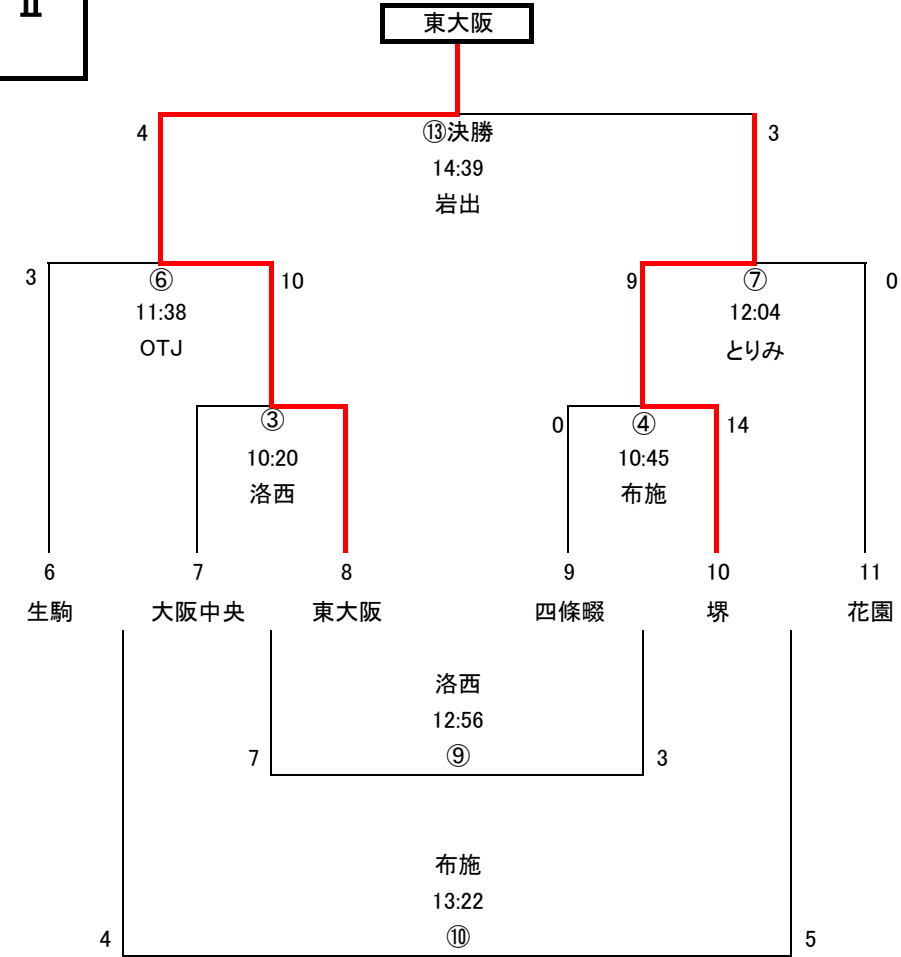 Ⅱ
東大阪
4 ⑬決勝 3
14:39
岩出
3 ⑥ 10 9 ⑦ 0
11:38 12:04
OTJ とりみ
③ 0 ④ 14
10:20 10:45
洛西 布施
6 7 8 9 10 11
生駒 大阪中央 東大阪 四條畷 堺 花園
洛西
12:56
7 ⑨ 3
布施
13:22
4 ⑩ 5